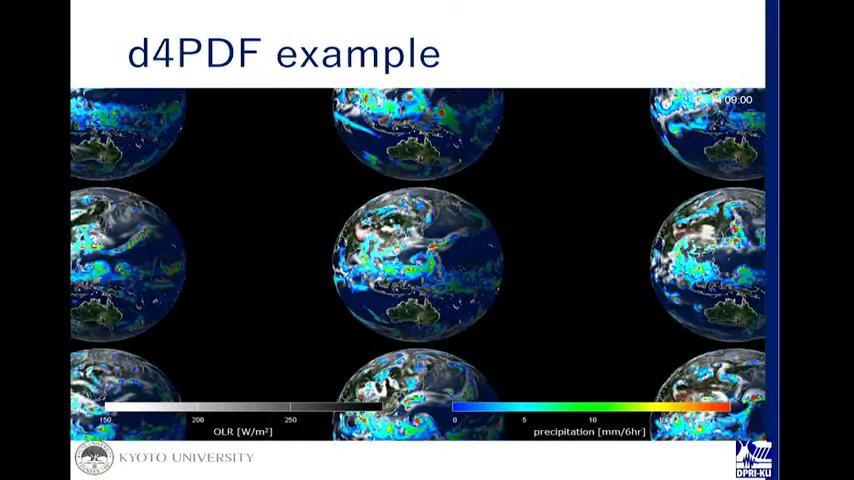 d4PDF example
09:00
150 200 250
OLR [W/m²]
0 5 10
precipitation [mm/6hr]
KYOTO UNIVERSITY
DPRI-KU